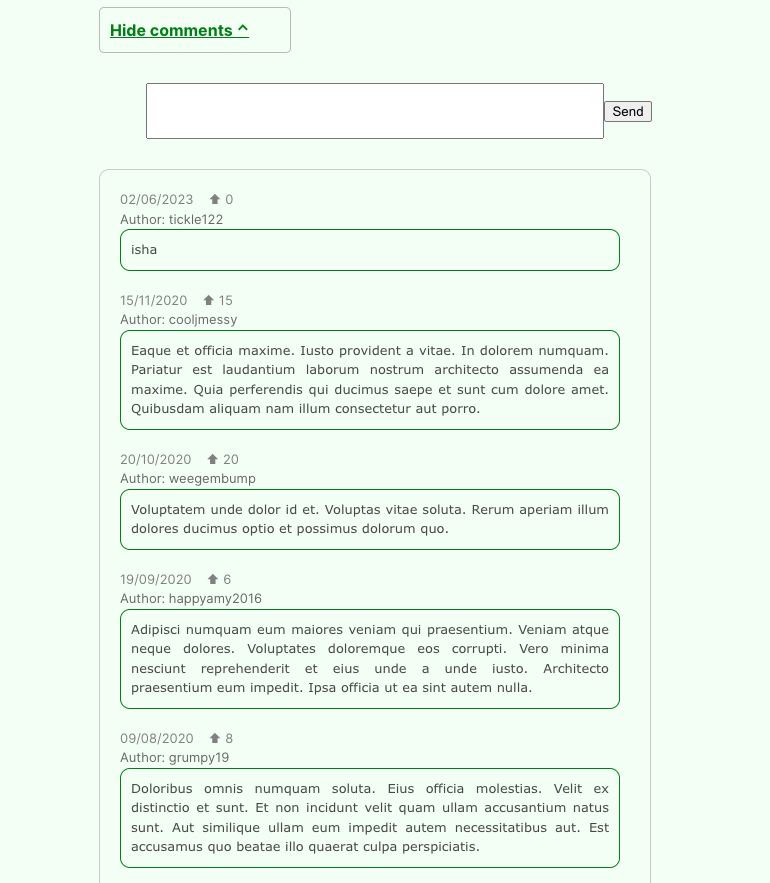 Hide comments ^
Send
02/06/2023 0
Author: tickle122
isha
15/11/2020 15
Author: cooljmessy
Eaque et officia maxime. Iusto provident a vitae. In dolorem numquam.
Pariatur est laudantium laborum nostrum architecto assumenda ea
maxime. Quia perferendis qui ducimus saepe et sunt cum dolore amet.
Quibusdam aliquam nam illum consectetur aut porro.
20/10/2020 20
Author: weegembump
Voluptatem unde dolor id et. Voluptas vitae soluta. Rerum aperiam illum
dolores ducimus optio et possimus dolorum quo.
19/09/2020 6
Author: happyamy2016
Adipisci numquam eum maiores veniam qui praesentium. Veniam atque
neque dolores. Voluptates doloremque eos corrupti. Vero minima
nesciunt reprehenderit et eius unde a unde iusto. Architecto
praesentium eum impedit. Ipsa officia ut ea sint autem nulla.
09/08/2020 8
Author: grumpy19
Doloribus omnis numquam soluta. Eius officia molestias. Velit ex
distinctio et sunt. Et non incidunt velit quam ullam accusantium natus
sunt. Aut similique ullam eum impedit autem necessitatibus aut. Est
accusamus quo beatae illo quaerat culpa perspiciatis.